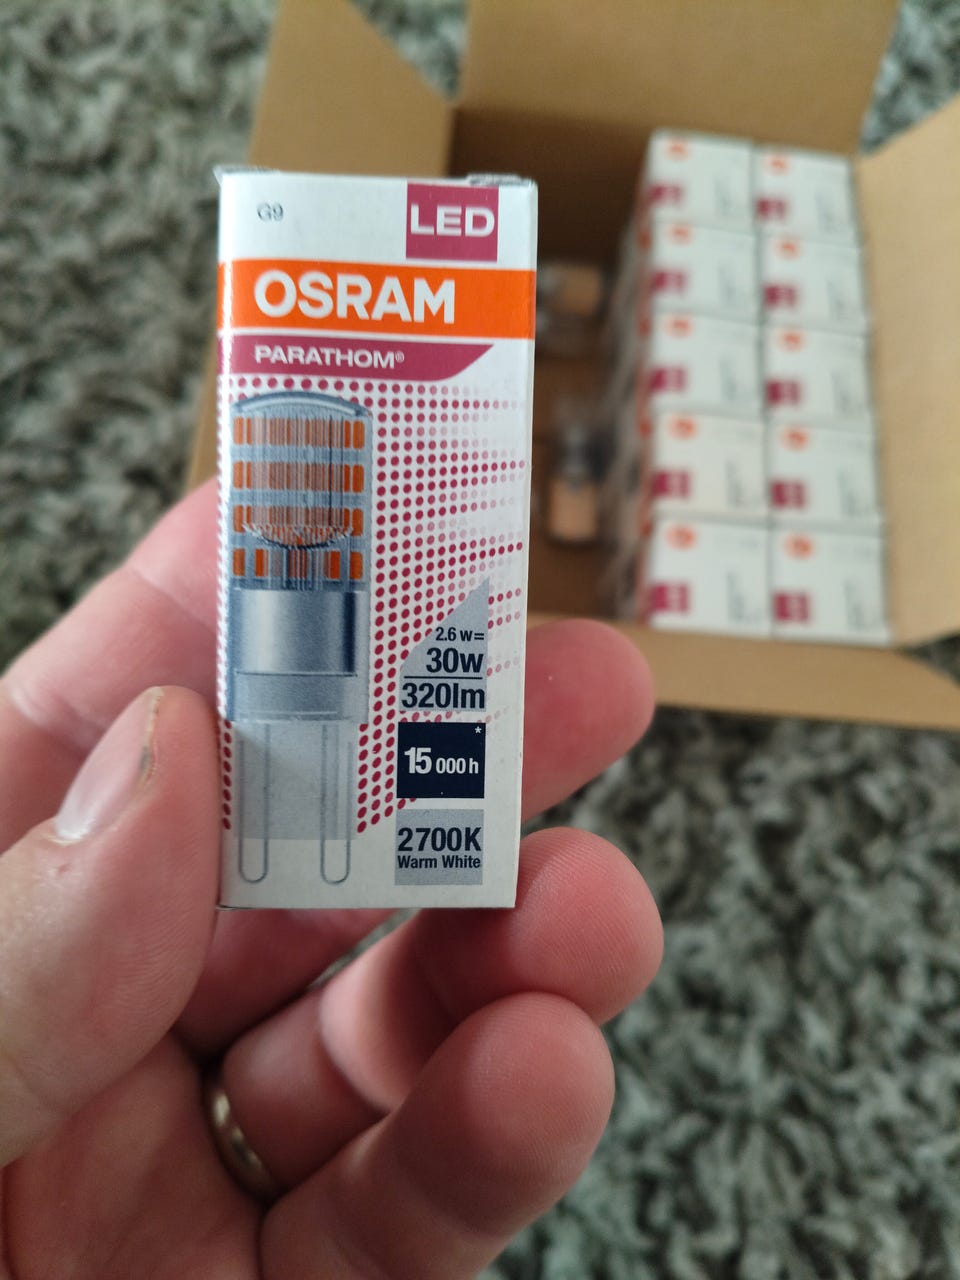 G9
LED
OSRAM
PARATHOM®
2.6 w=
30w
320lm
*
15 000 h
2700K
Warm White